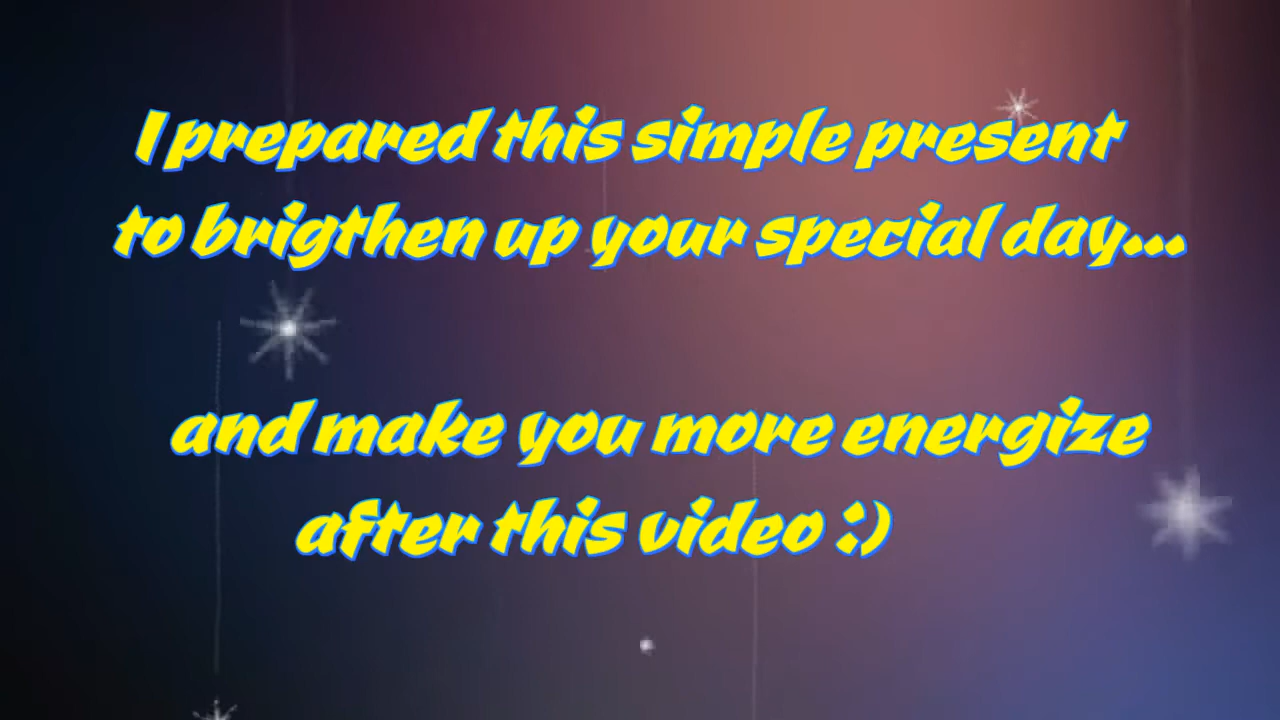 I prepared this simple present
to brigthen up your special day...
and make you more energize
after this video :)